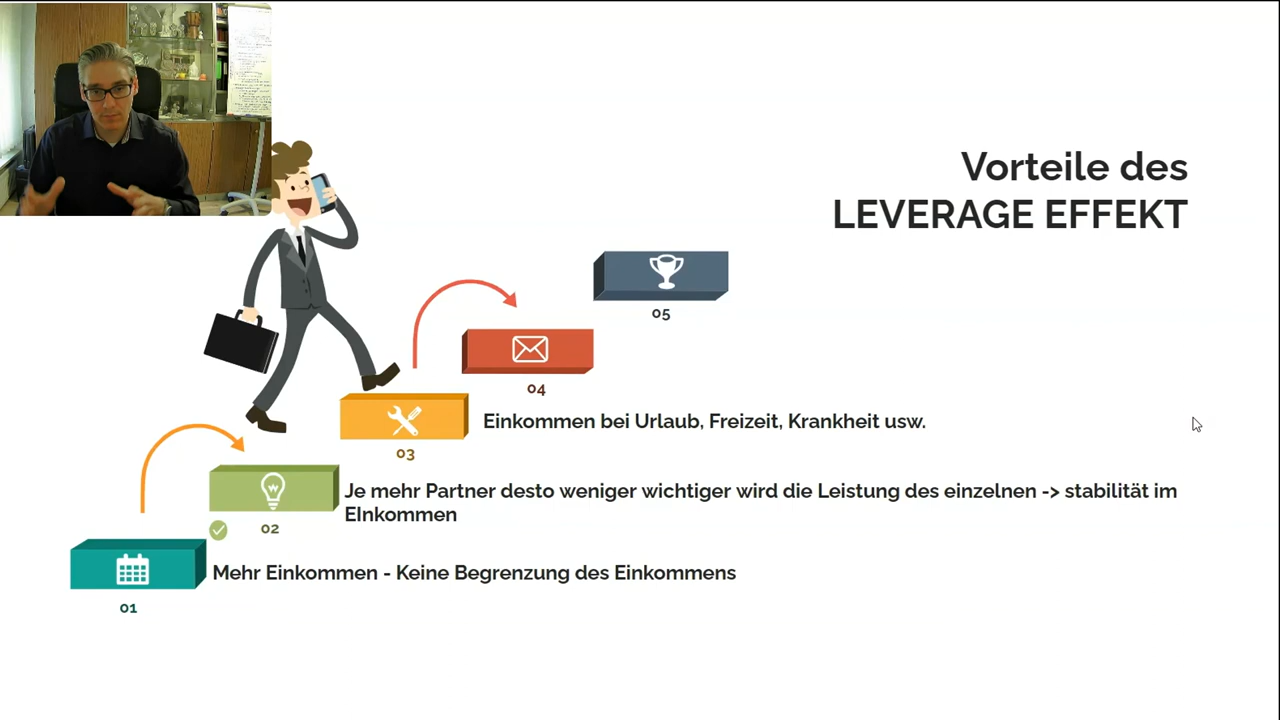 Vorteile des
LEVERAGE EFFEKT
05
04
Einkommen bei Urlaub, Freizeit, Krankheit usw.
03
Je mehr Partner desto weniger wichtiger wird die Leistung des einzelnen -> stabilität im
EInkommen
02
Mehr Einkommen - Keine Begrenzung des Einkommens
01